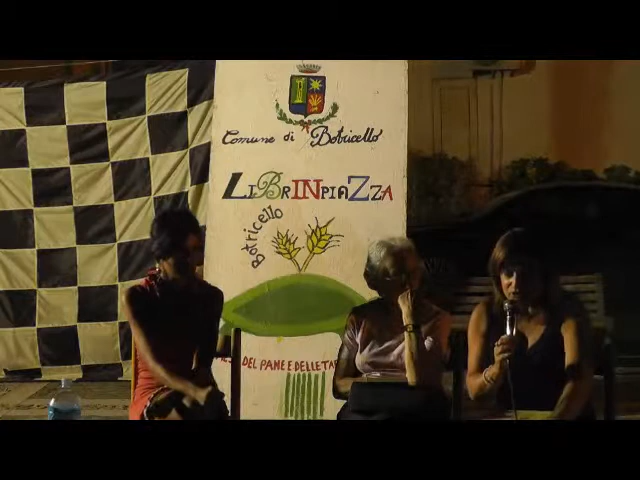 Comune di Botricello
LiBrINPIAZZA
Botricello
DEL PANE E DELLE TA